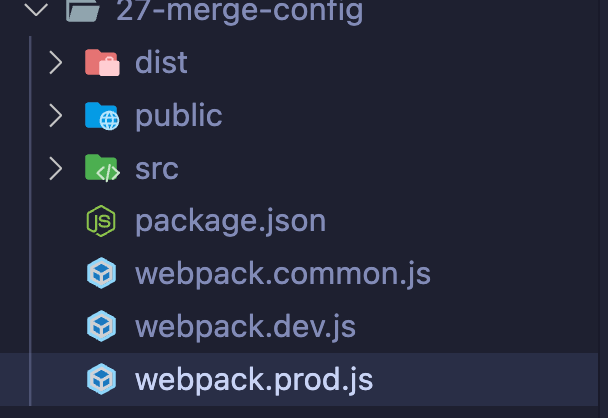 27-merge-config
dist
public
src
package.json
webpack.common.js
webpack.dev.js
webpack.prod.js